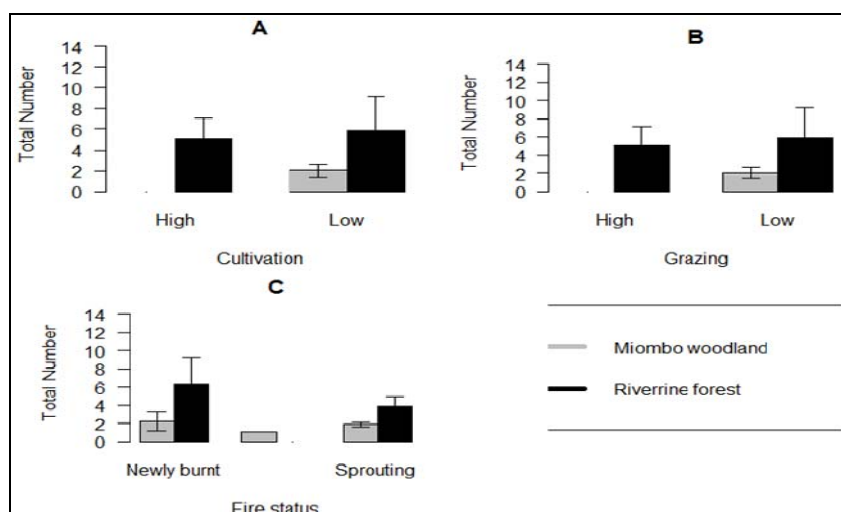 A
Total Number
14
12
10
8
6
4
2
0
High Low
Cultivation
B
Total Number
14
12
10
8
6
4
2
0
High Low
Grazing
C
Total Number
14
12
10
8
6
4
2
0
Newly burnt Sprouting
Fire status
Miombo woodland
Riverrine forest